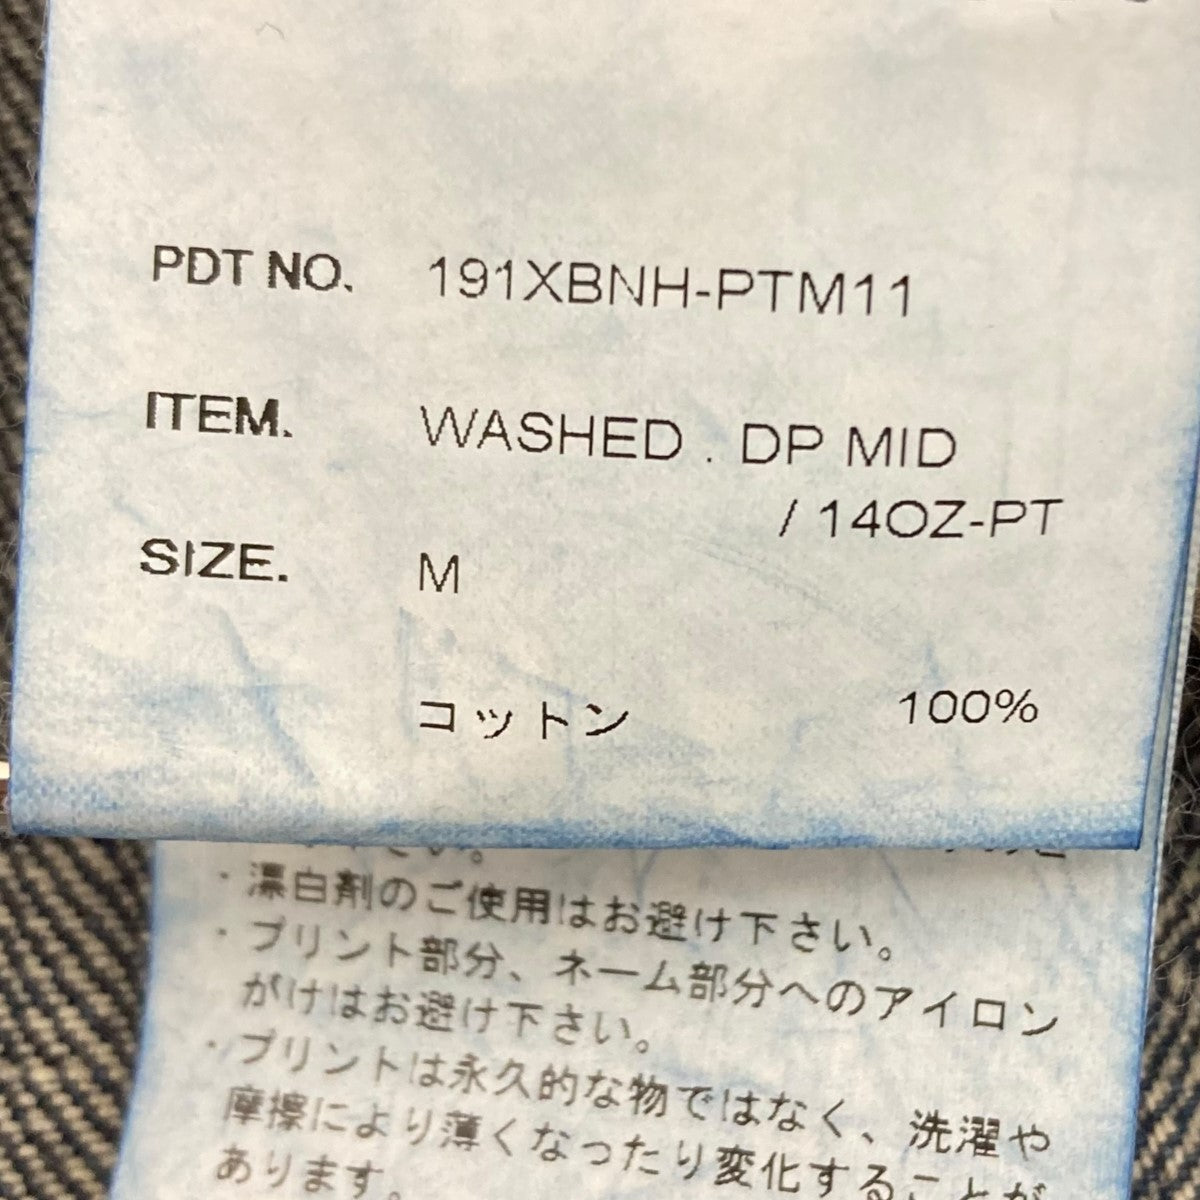 PDT NO. 191XBNH-PTM11
ITEM. WASHED . DP MID
/ 14OZ-PT
SIZE. M
コットン 100%
・漂白剤のご使用はお避け下さい。
・プリント部分、ネーム部分へのアイロン
がけはお避け下さい。
・プリントは永久的な物ではなく、洗濯や
摩擦により薄くなったり変化することが
あります。